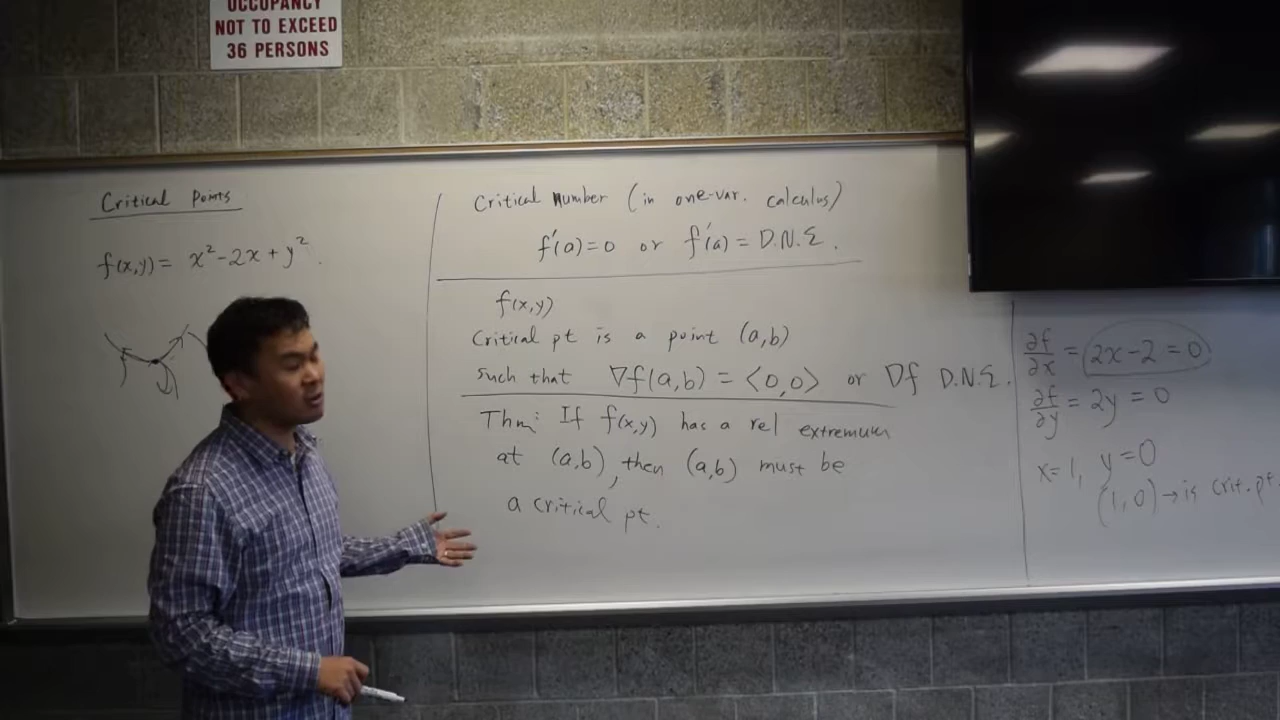 OCCUPANCY
NOT TO EXCEED
36 PERSONS
Critical Points
f(x,y) = x² - 2x + y².
Critical Number (in one-var. calculus)
f'(a) = 0 or f'(a) = D.N.E.
f(x,y)
Critical pt is a point (a,b)
such that ∇f(a,b) = <0,0> or ∇f D.N.E.
Thm: If f(x,y) has a rel extremum
at (a,b), then (a,b) must be
a critical pt.
∂f/∂x = 2x-2 = 0
∂f/∂y = 2y = 0
x=1, y=0
(1,0) → is crit. pt.